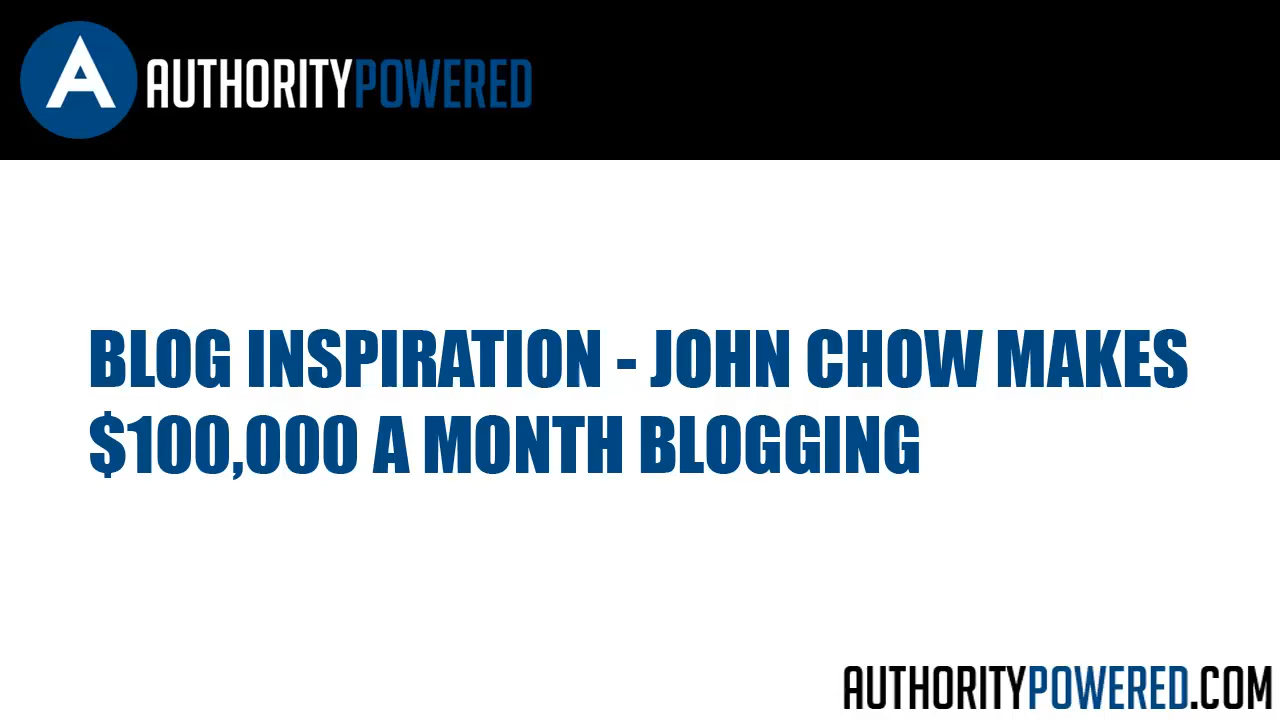 A AUTHORITYPOWERED
BLOG INSPIRATION - JOHN CHOW MAKES
$100,000 A MONTH BLOGGING
AUTHORITYPOWERED.COM